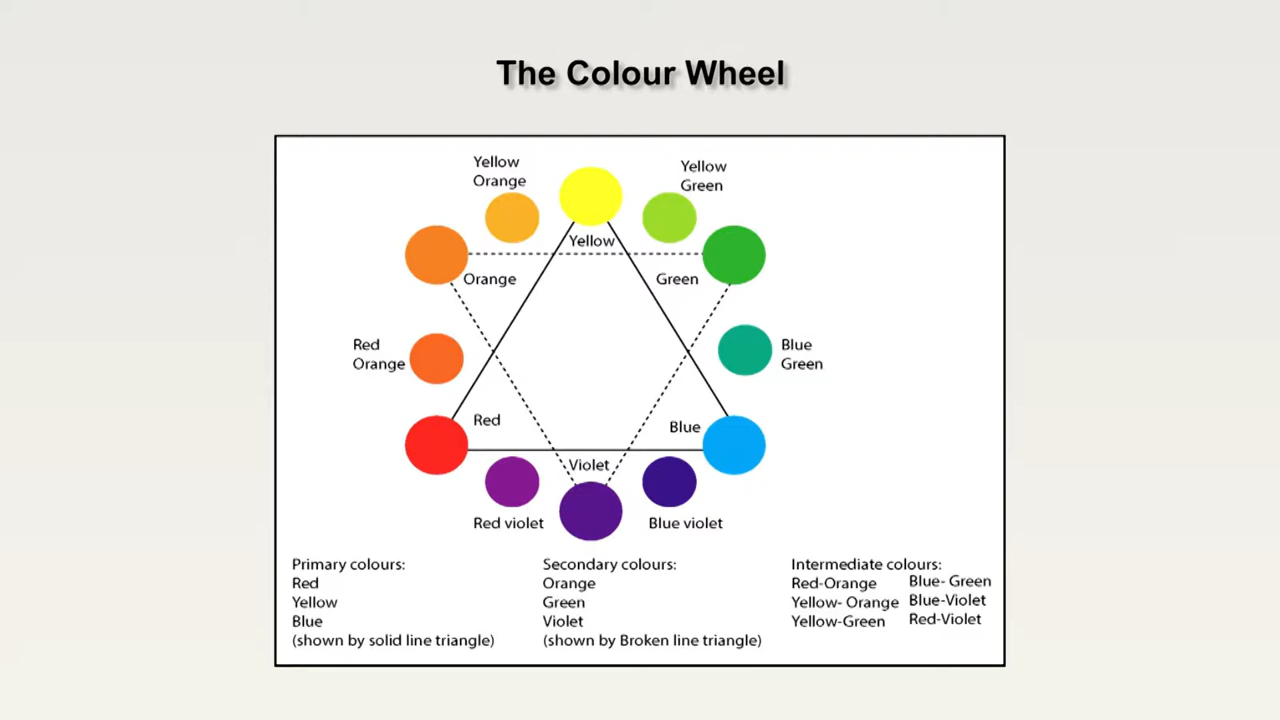 The Colour Wheel
Yellow
Orange
Yellow
Green
Yellow
Orange
Green
Red
Orange
Blue
Green
Red
Blue
Violet
Red violet
Blue violet
Primary colours:
Red
Yellow
Blue
(shown by solid line triangle)
Secondary colours:
Orange
Green
Violet
(shown by Broken line triangle)
Intermediate colours:
Red-Orange
Yellow- Orange
Yellow-Green
Blue- Green
Blue-Violet
Red-Violet